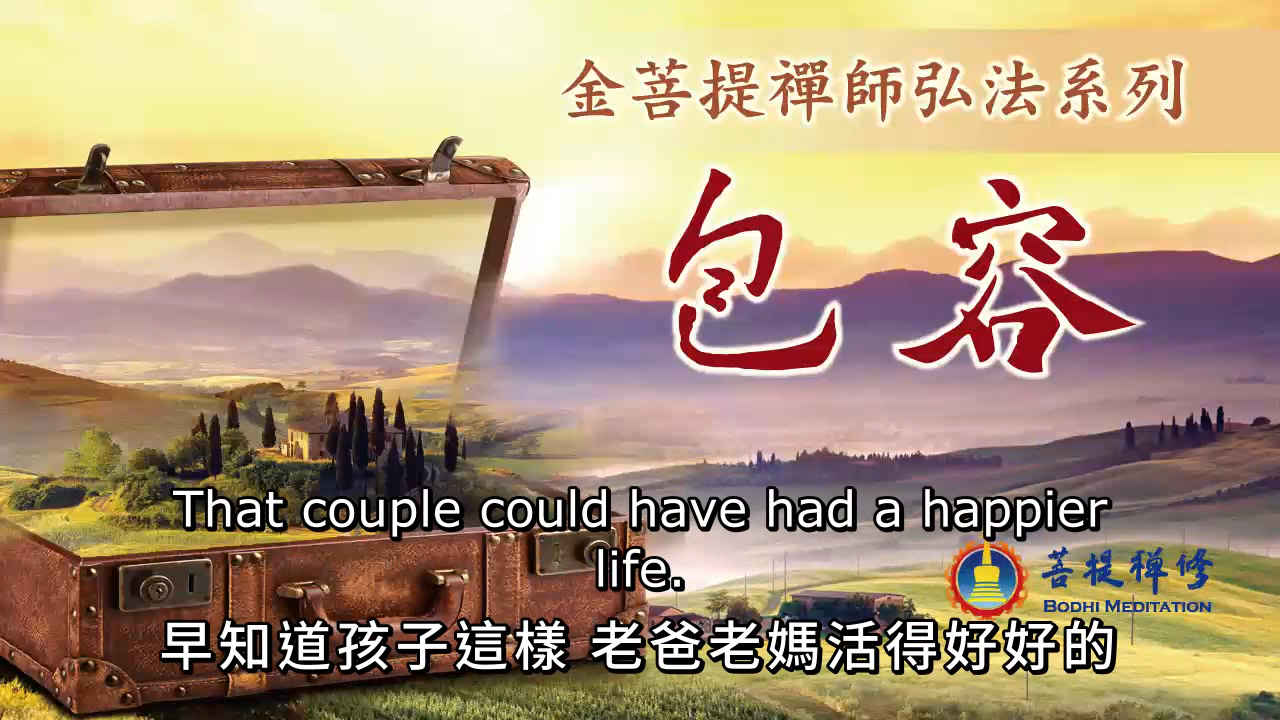 金菩提禪師弘法系列
包容
That couple could have had a happier
life.
菩提禪修
BODHI MEDITATION
早知道孩子這樣 老爸老媽活得好好的